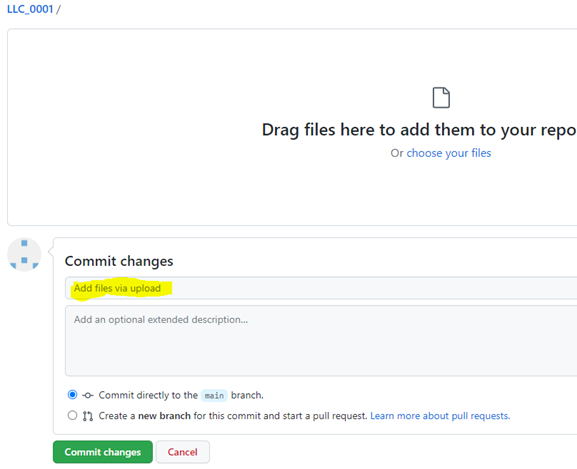 LLC_0001 /
Drag files here to add them to your repo
Or choose your files
Commit changes
Add files via upload
Add an optional extended description...
Commit directly to the main branch.
Create a new branch for this commit and start a pull request. Learn more about pull requests.
Commit changes Cancel